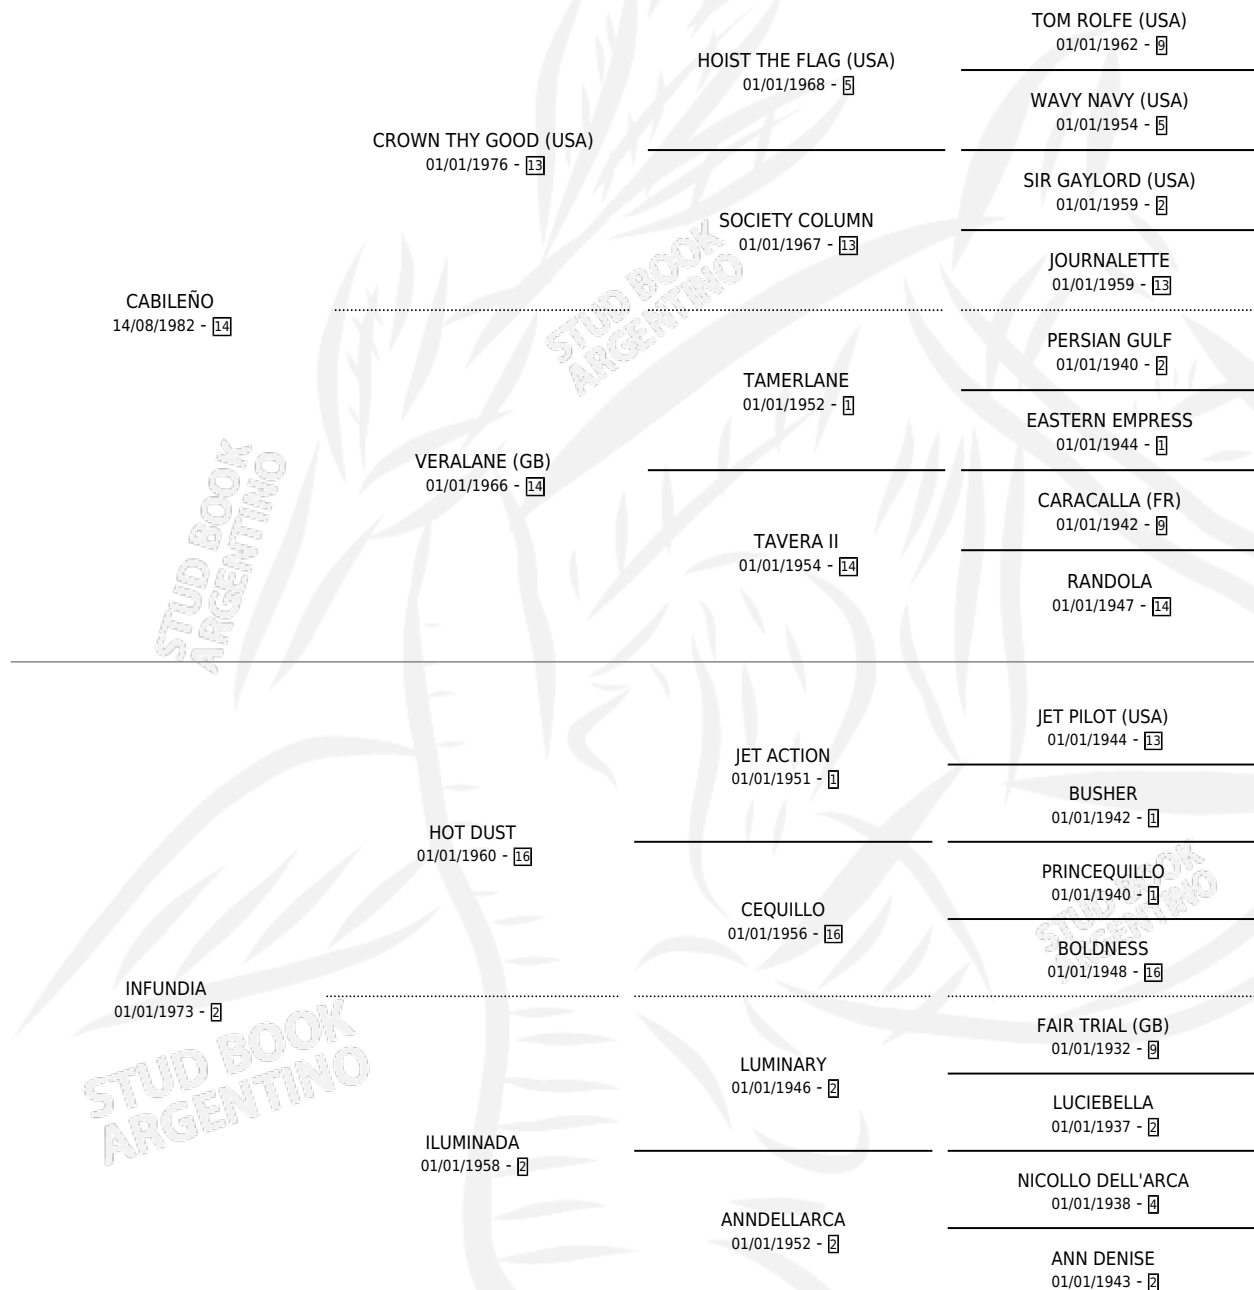 TOM ROLFE (USA)
01/01/1962 - 9
HOIST THE FLAG (USA)
01/01/1968 - 5
WAVY NAVY (USA)
01/01/1954 - 5
CROWN THY GOOD (USA)
01/01/1976 - 13
SIR GAYLORD (USA)
01/01/1959 - 2
SOCIETY COLUMN
01/01/1967 - 13
JOURNALETTE
01/01/1959 - 13
CABILEÑO
14/08/1982 - 14
PERSIAN GULF
01/01/1940 - 2
TAMERLANE
01/01/1952 - 1
EASTERN EMPRESS
01/01/1944 - 1
VERALANE (GB)
01/01/1966 - 14
CARACALLA (FR)
01/01/1942 - 9
TAVERA II
01/01/1954 - 14
RANDOLA
01/01/1947 - 14
JET PILOT (USA)
01/01/1944 - 13
JET ACTION
01/01/1951 - 1
BUSHER
01/01/1942 - 1
HOT DUST
01/01/1960 - 16
PRINCEQUILLO
01/01/1940 - 1
CEQUILLO
01/01/1956 - 16
BOLDNESS
01/01/1948 - 16
INFUNDIA
01/01/1973 - 2
FAIR TRIAL (GB)
01/01/1932 - 9
LUMINARY
01/01/1946 - 2
LUCIEBELLA
01/01/1937 - 2
ILUMINADA
01/01/1958 - 2
NICOLLO DELL'ARCA
01/01/1938 - 4
ANNDELLARCA
01/01/1952 - 2
ANN DENISE
01/01/1943 - 2
STUD BOOK
ARGENTINO
STUD BOOK
ARGENTINO
STUD BOOK
ARGENTINO
STUD BOOK
ARGENTINO